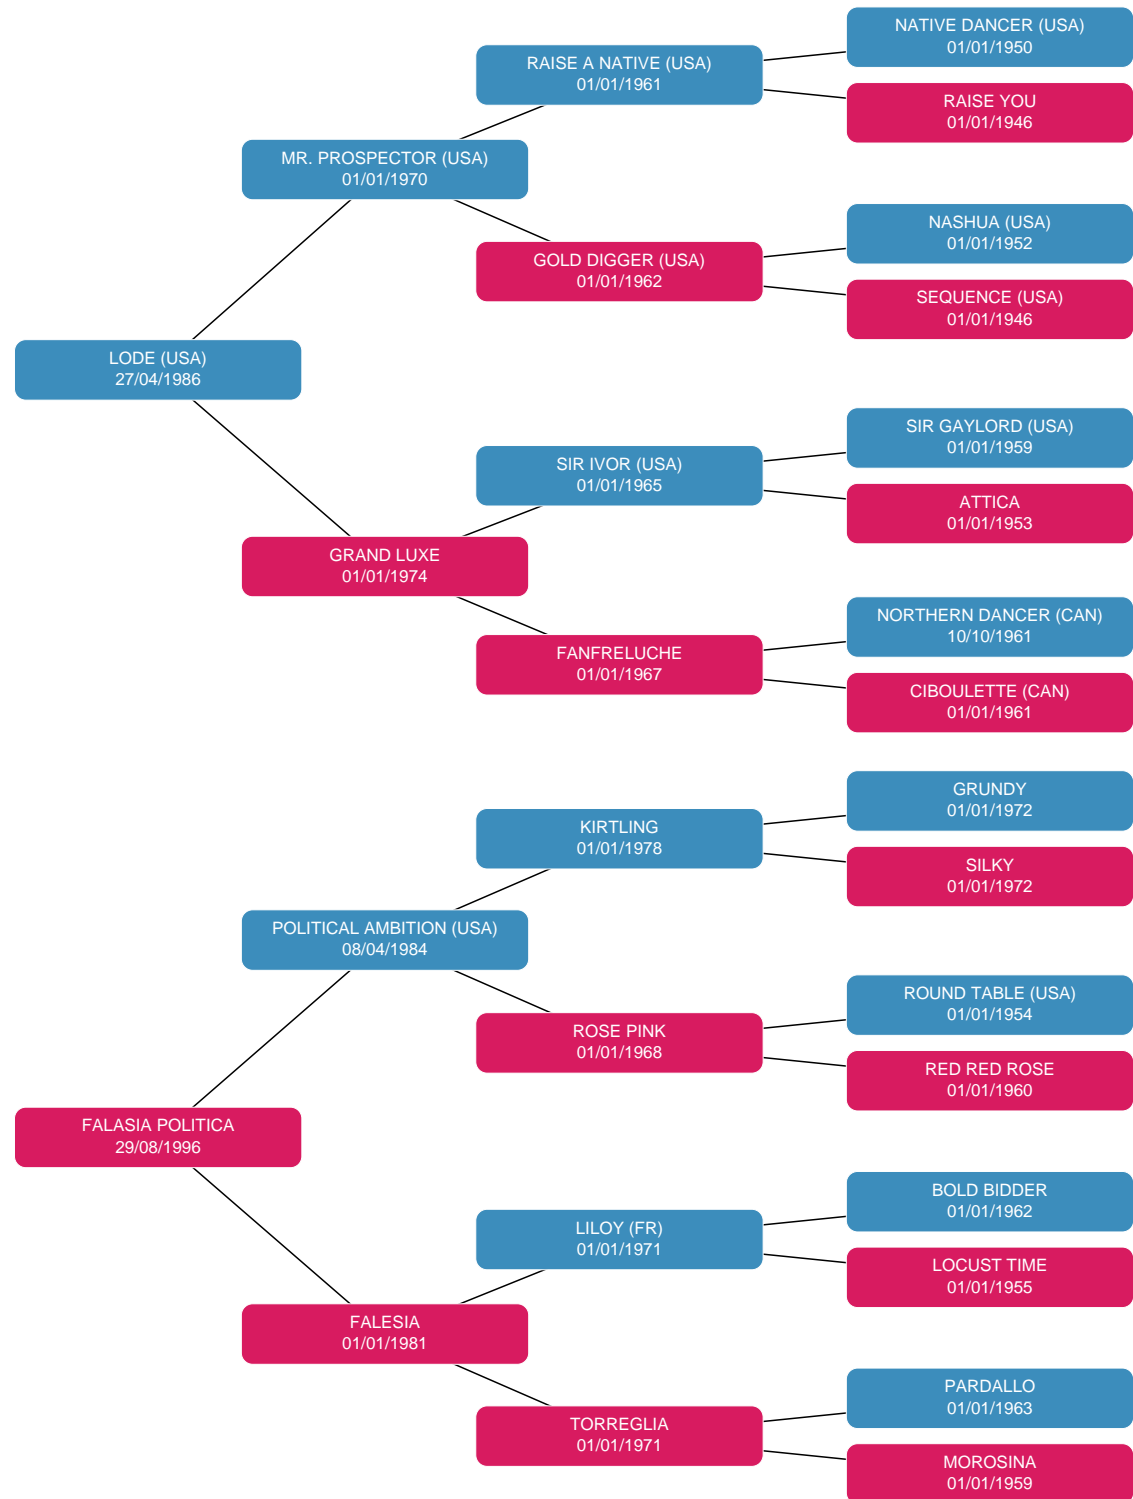 NATIVE DANCER (USA)
01/01/1950
RAISE A NATIVE (USA)
01/01/1961
RAISE YOU
01/01/1946
MR. PROSPECTOR (USA)
01/01/1970
NASHUA (USA)
01/01/1952
GOLD DIGGER (USA)
01/01/1962
SEQUENCE (USA)
01/01/1946
LODE (USA)
27/04/1986
SIR GAYLORD (USA)
01/01/1959
SIR IVOR (USA)
01/01/1965
ATTICA
01/01/1953
GRAND LUXE
01/01/1974
NORTHERN DANCER (CAN)
10/10/1961
FANFRELUCHE
01/01/1967
CIBOULETTE (CAN)
01/01/1961
GRUNDY
01/01/1972
KIRTLING
01/01/1978
SILKY
01/01/1972
POLITICAL AMBITION (USA)
08/04/1984
ROUND TABLE (USA)
01/01/1954
ROSE PINK
01/01/1968
RED RED ROSE
01/01/1960
FALASIA POLITICA
29/08/1996
BOLD BIDDER
01/01/1962
LILOY (FR)
01/01/1971
LOCUST TIME
01/01/1955
FALESIA
01/01/1981
PARDALLO
01/01/1963
TORREGLIA
01/01/1971
MOROSINA
01/01/1959